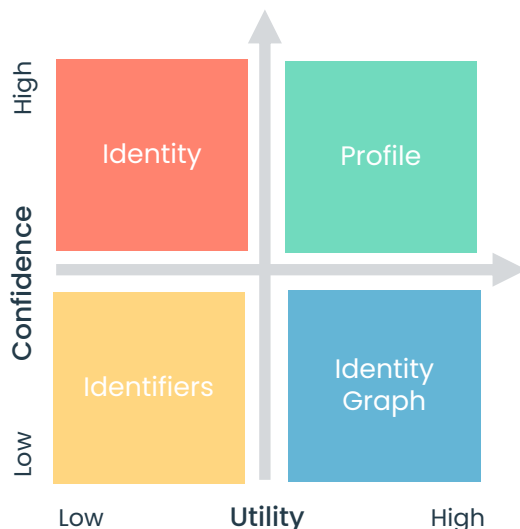 High
Identity
Profile
Confidence
Identifiers
Identity
Graph
Low
Low
Utility
High